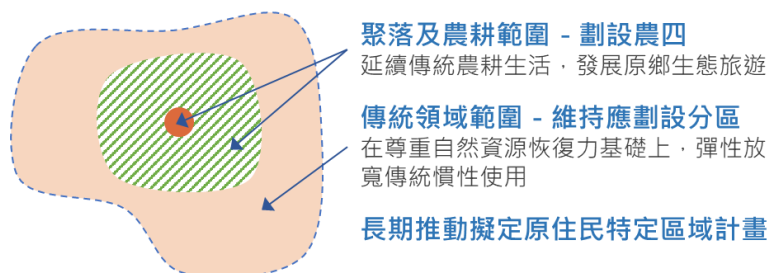 聚落及農耕範圍 - 劃設農四
延續傳統農耕生活，發展原鄉生態旅遊
傳統領域範圍 - 維持應劃設分區
在尊重自然資源恢復力基礎上，彈性放
寬傳統慣性使用
長期推動擬定原住民特定區域計畫